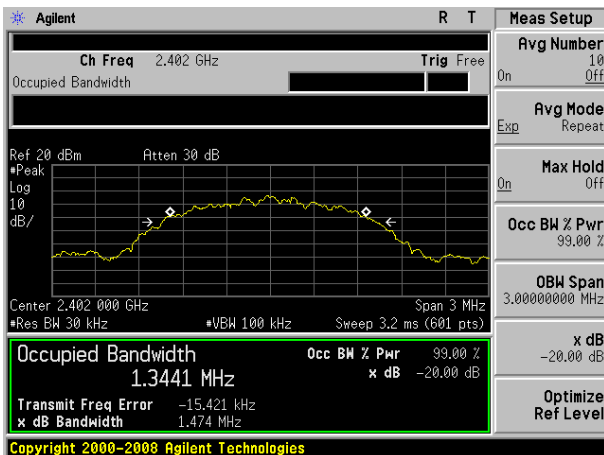 Agilent R T
Ch Freq 2.402 GHz Trig Free
Occupied Bandwidth
Ref 20 dBm Atten 30 dB
#Peak
Log
10
dB/
Center 2.402 000 GHz Span 3 MHz
#Res BW 30 kHz #VBW 100 kHz Sweep 3.2 ms (601 pts)
Occupied Bandwidth Occ BW % Pwr 99.00 %
1.3441 MHz x dB -20.00 dB
Transmit Freq Error -15.421 kHz
x dB Bandwidth 1.474 MHz
Copyright 2000-2008 Agilent Technologies
Meas Setup
Avg Number
10
On Off
Avg Mode
Exp Repeat
Max Hold
On Off
Occ BW % Pwr
99.00 %
OBW Span
3.00000000 MHz
x dB
-20.00 dB
Optimize
Ref Level